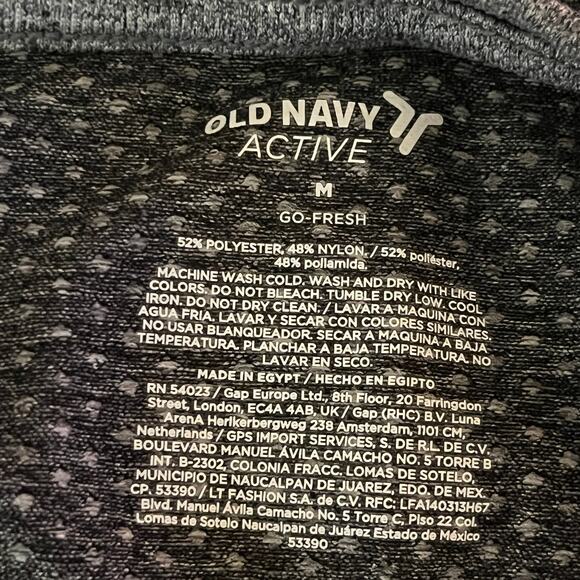 OLD NAVY
ACTIVE
M
GO-FRESH
52% POLYESTER, 48% NYLON. / 52% poliéster,
48% poliamida.
MACHINE WASH COLD. WASH AND DRY WITH LIKE
COLORS. DO NOT BLEACH. TUMBLE DRY LOW. COOL
IRON. DO NOT DRY CLEAN. / LAVAR A MAQUINA CON
AGUA FRIA. LAVAR Y SECAR CON COLORES SIMILARES.
NO USAR BLANQUEADOR. SECAR A MAQUINA A BAJA
TEMPERATURA. PLANCHAR A BAJA TEMPERATURA. NO
LAVAR EN SECO.
MADE IN EGYPT / HECHO EN EGIPTO
RN 54023 / Gap Europe Ltd., 8th Floor, 20 Farringdon
Street, London, EC4A 4AB, UK / Gap (RHC) B.V. Luna
ArenA Herikerbergweg 238 Amsterdam, 1101 CM,
Netherlands / GPS IMPORT SERVICES, S. DE R.L. DE C.V.
BOULEVARD MANUEL ÁVILA CAMACHO NO. 5 TORRE B
INT. B-2302, COLONIA FRACC. LOMAS DE SOTELO,
MUNICIPIO DE NAUCALPAN DE JUAREZ, EDO. DE MEX.
CP. 53390 / LT FASHION S.A. de C.V. RFC: LFA140313H67
Blvd. Manuel Ávila Camacho No. 5 Torre C, Piso 22 Col.
Lomas de Sotelo Naucalpan de Juárez Estado de México
53390